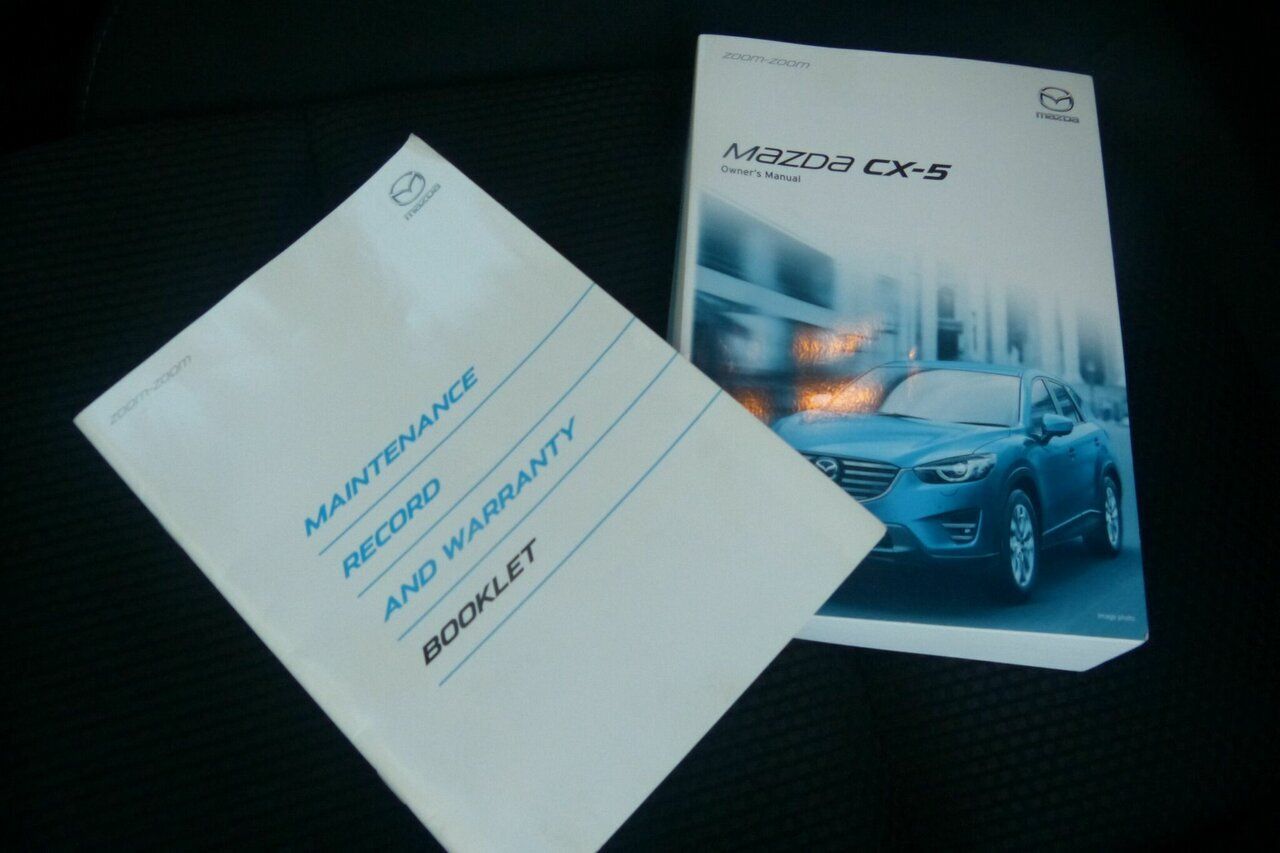 zoom-zoom
mazda
MAZDA CX-5
Owner's Manual
Image photo
mazda
zoom-zoom
MAINTENANCE
RECORD
AND WARRANTY
BOOKLET